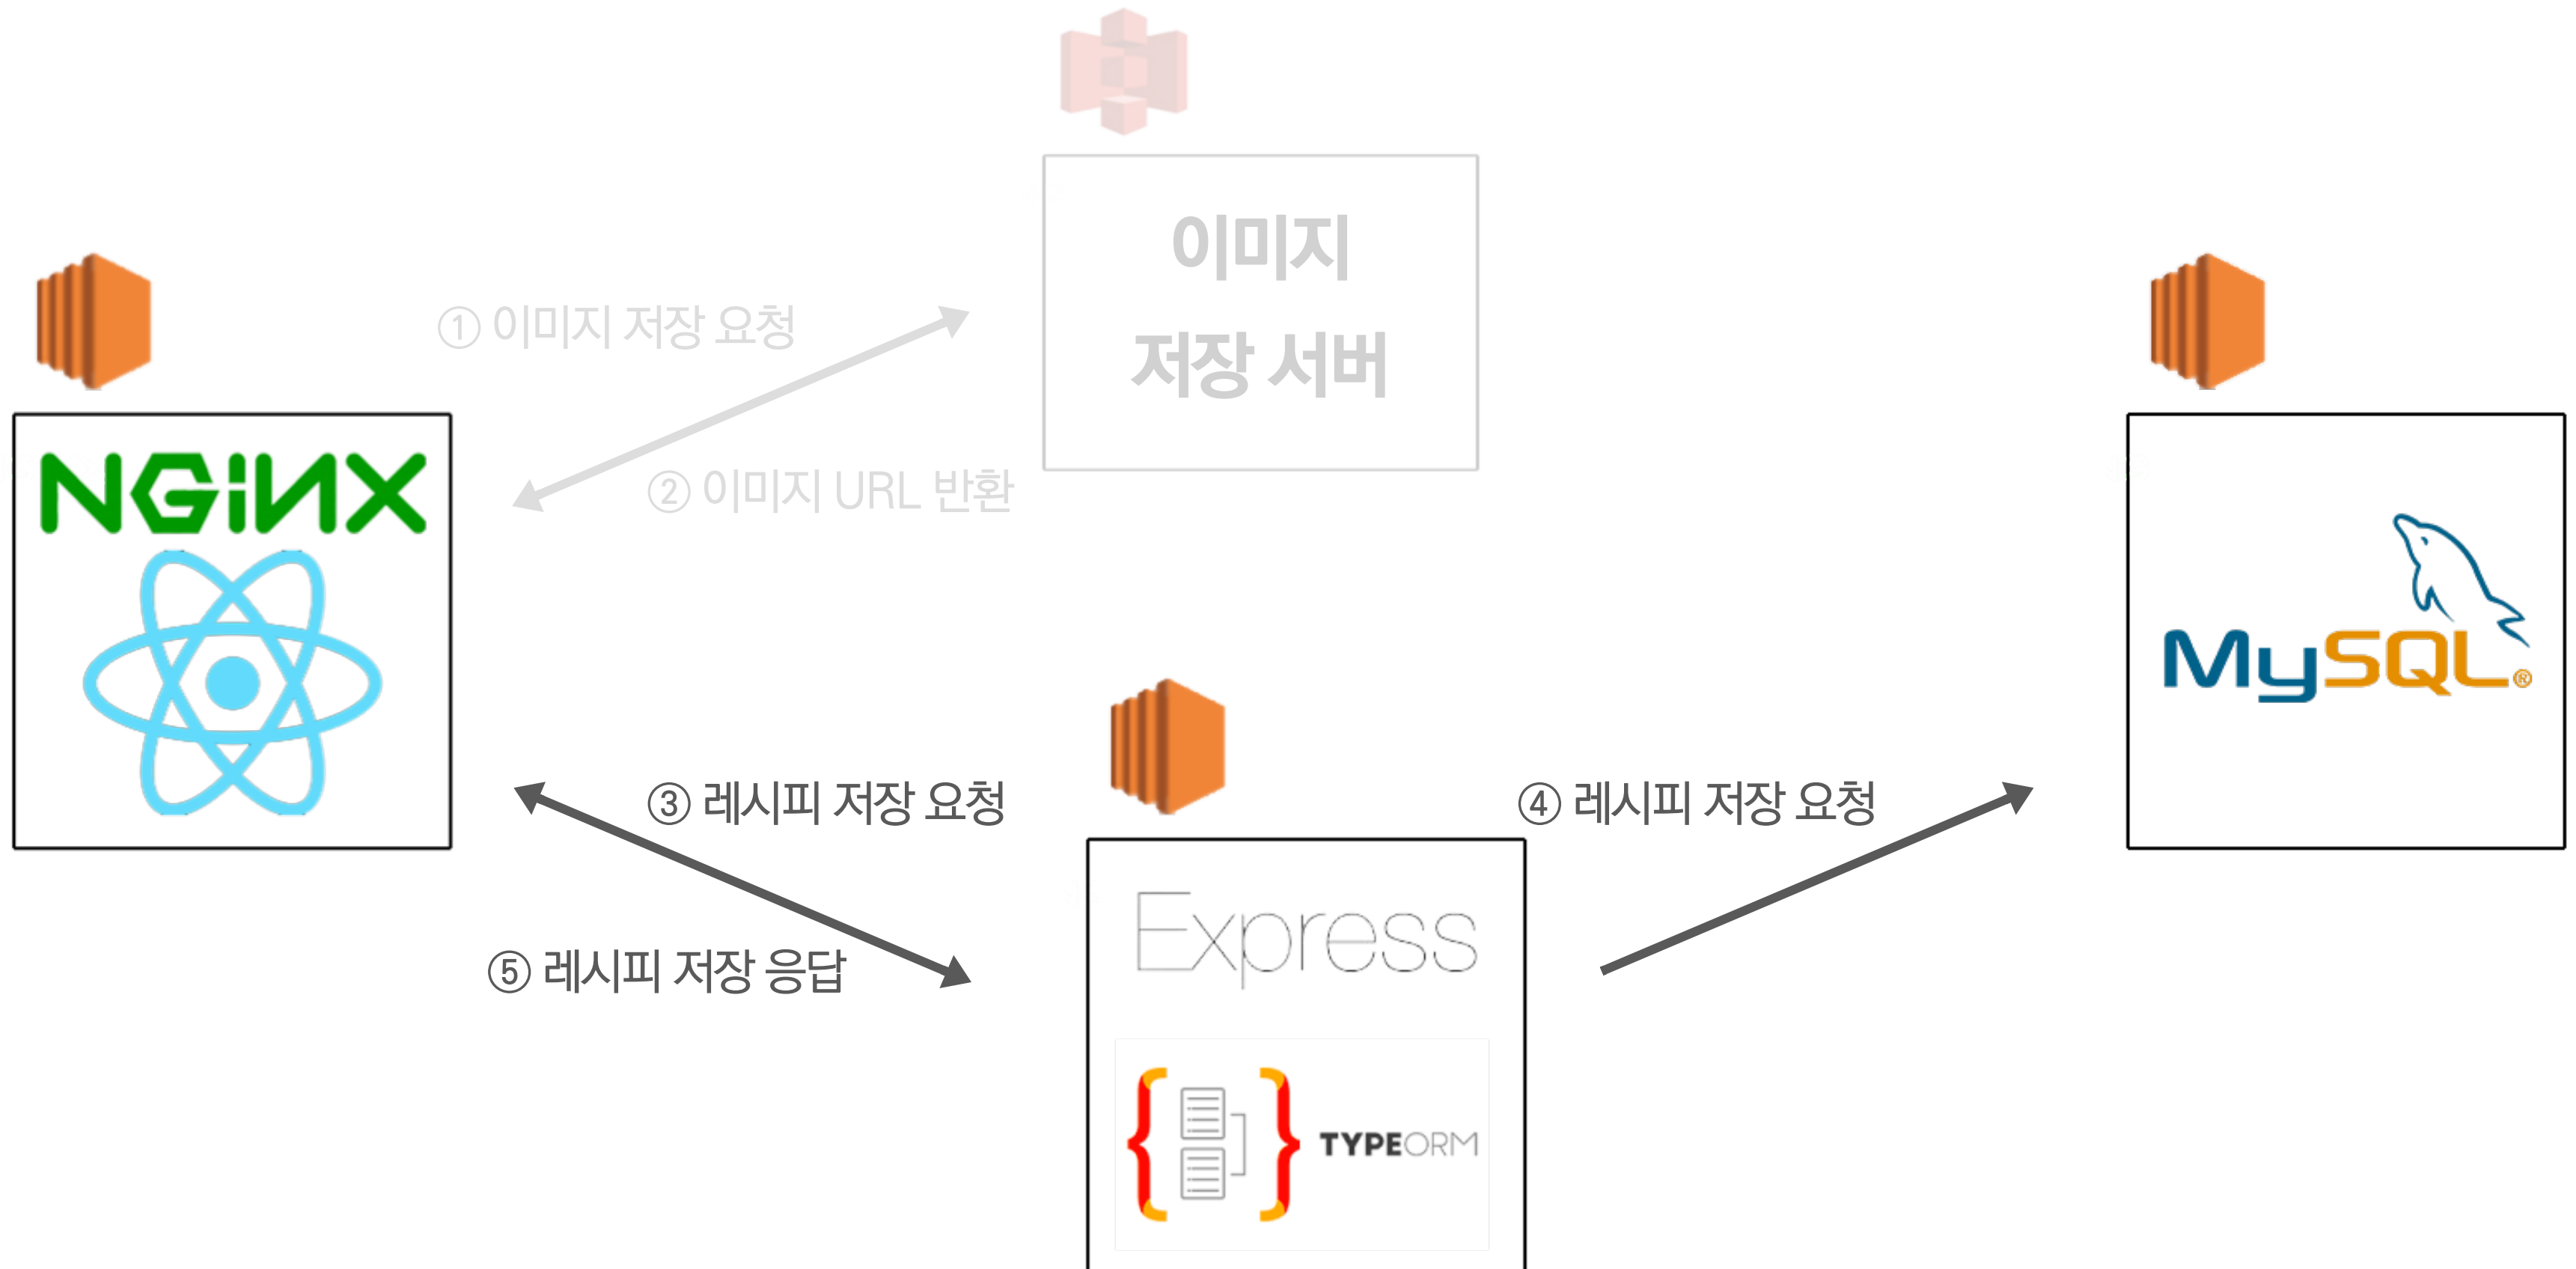 이미지
저장 서버
① 이미지 저장 요청
② 이미지 URL 반환
NGINX
MySQL®
③ 레시피 저장 요청
④ 레시피 저장 요청
⑤ 레시피 저장 응답
Express
TYPEORM